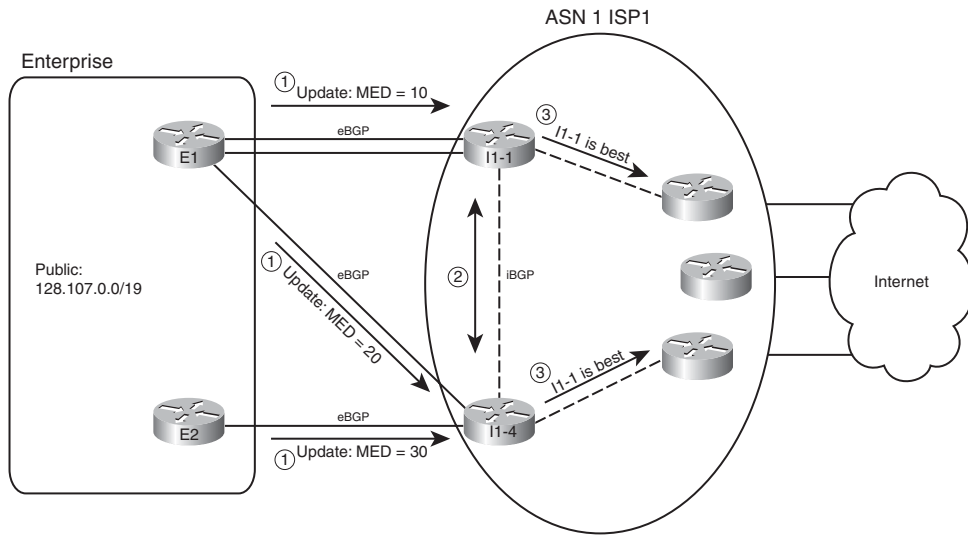 ASN 1 ISP1
Enterprise
① Update: MED = 10
eBGP
E1
I1-1
③ I1-1 is best
Public:
128.107.0.0/19
① Update: MED = 20
eBGP
②
iBGP
Internet
③ I1-1 is best
E2
eBGP
I1-4
① Update: MED = 30